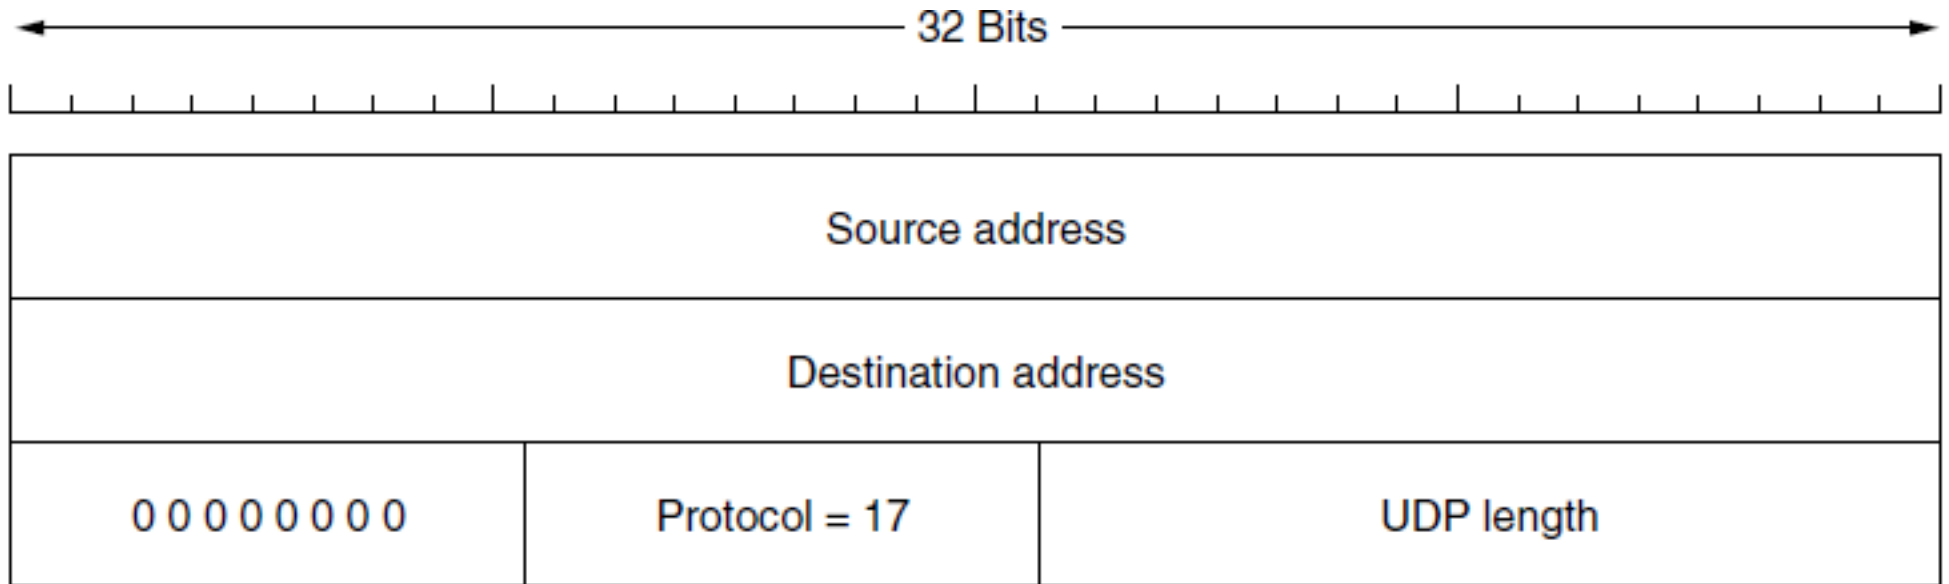 32 Bits
Source address
Destination address
0 0 0 0 0 0 0 0 Protocol = 17 UDP length